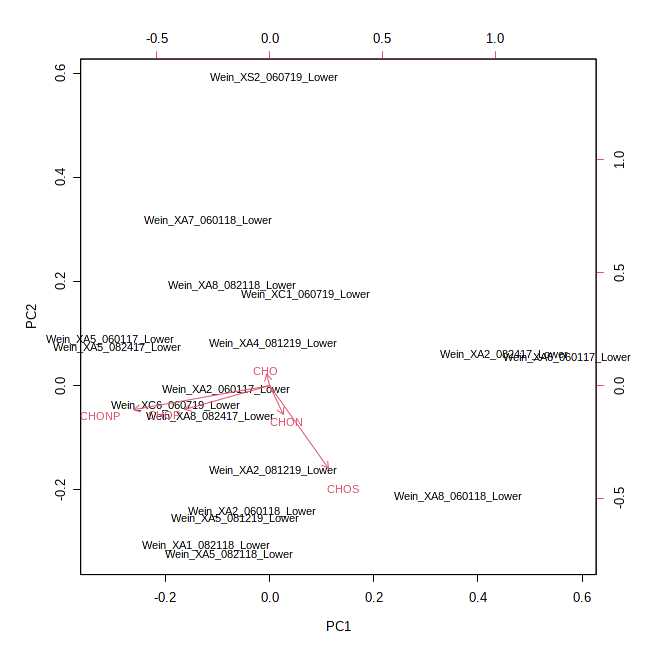 -0.5 0.0 0.5 1.0
Wein_XS2_060719_Lower
Wein_XA7_060118_Lower
Wein_XA8_082118_Lower
Wein_XC1_060719_Lower
Wein_XA5_060117_Lower
Wein_XA4_081219_Lower
Wein_XA5_082417_Lower
Wein_XA2_082417_Lower
Wein_XA6_060117_Lower
CHO
Wein_XA2_060117_Lower
Wein_XC6_060719_Lower
CHONP
CHOP
Wein_XA8_082417_Lower
CHON
Wein_XA2_081219_Lower
CHOS
Wein_XA8_060118_Lower
Wein_XA2_060118_Lower
Wein_XA5_081219_Lower
Wein_XA1_082118_Lower
Wein_XA5_082118_Lower
0.6
0.4
0.2
0.0
-0.2
PC2
1.0
0.5
0.0
-0.5
-0.2 0.0 0.2 0.4 0.6
PC1